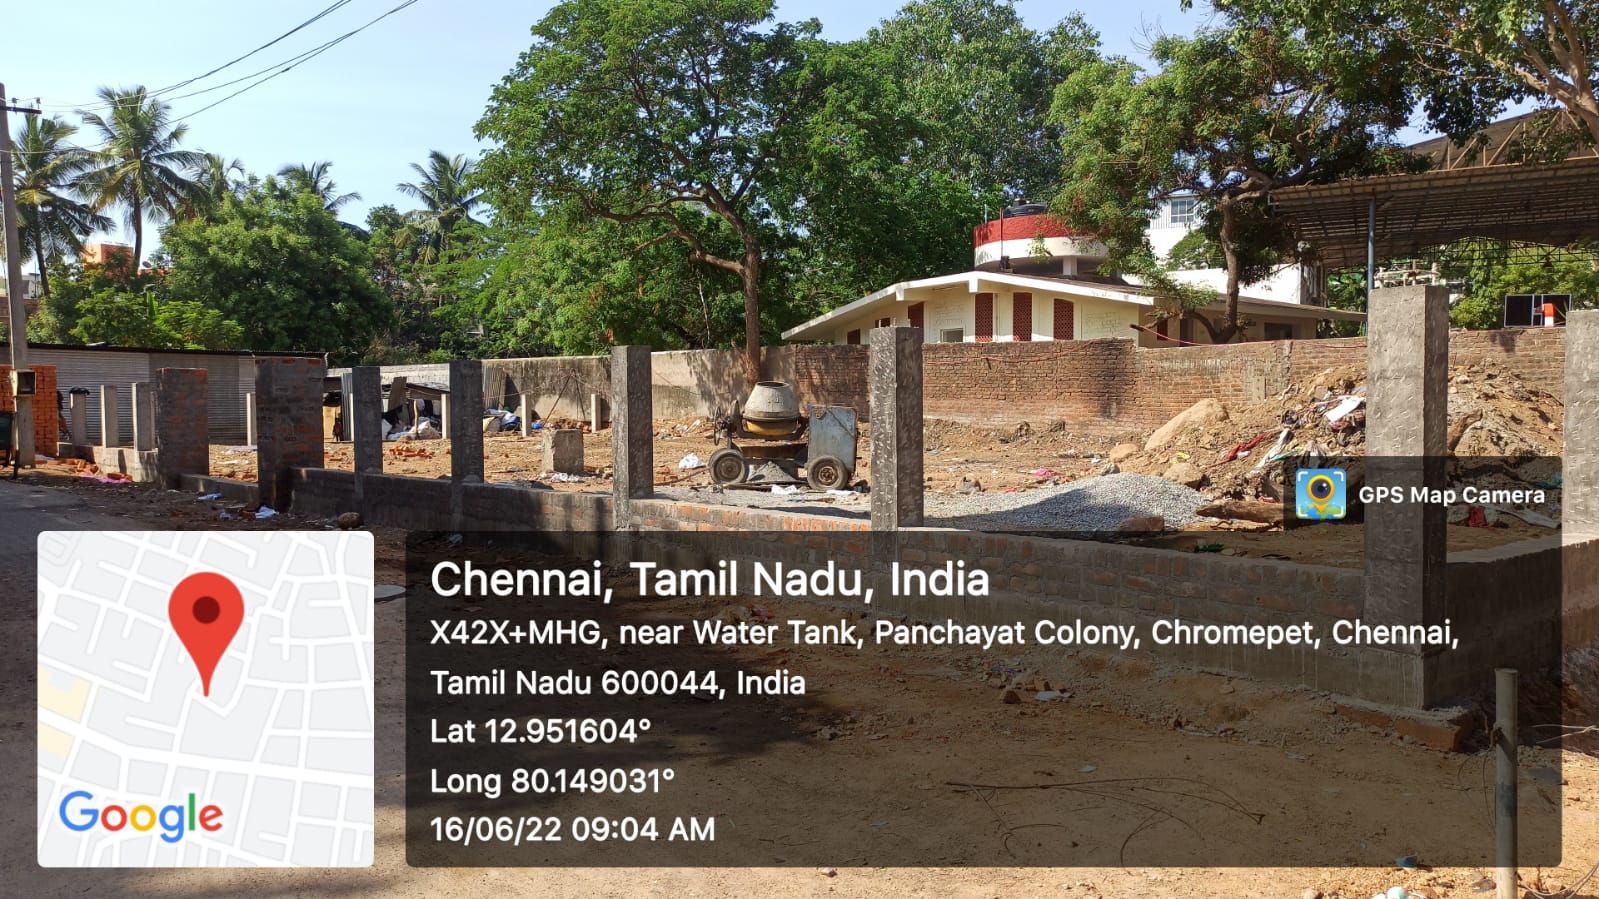 GPS Map Camera
Chennai, Tamil Nadu, India
X42X+MHG, near Water Tank, Panchayat Colony, Chromepet, Chennai,
Tamil Nadu 600044, India
Lat 12.951604°
Long 80.149031°
16/06/22 09:04 AM
Google